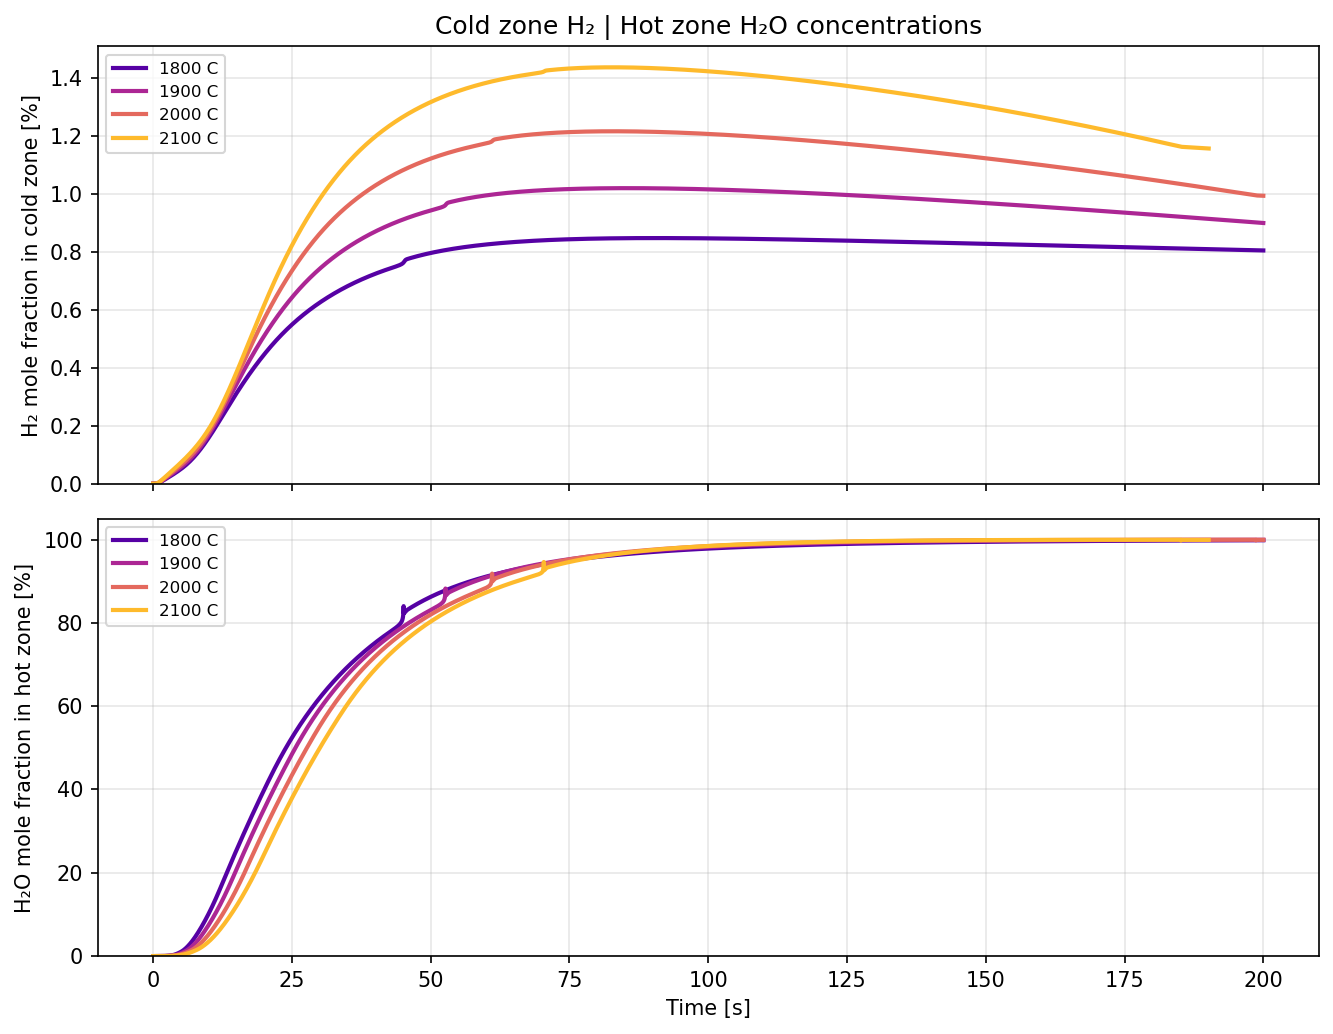 Cold zone H₂ | Hot zone H₂O concentrations
H₂ mole fraction in cold zone [%]
1.4
1.2
1.0
0.8
0.6
0.4
0.2
0.0
1800 C
1900 C
2000 C
2100 C
H₂O mole fraction in hot zone [%]
100
80
60
40
20
0
1800 C
1900 C
2000 C
2100 C
0 25 50 75 100 125 150 175 200
Time [s]